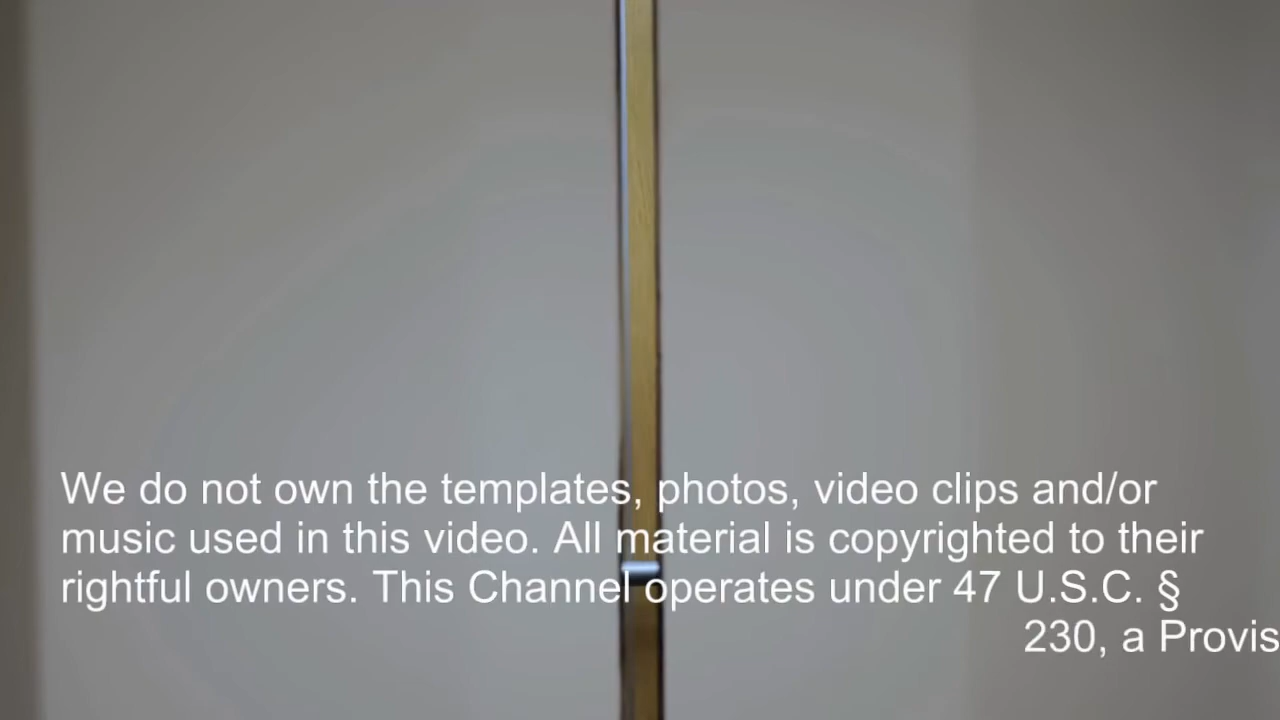 We do not own the templates, photos, video clips and/or
music used in this video. All material is copyrighted to their
rightful owners. This Channel operates under 47 U.S.C. §
230, a Provis